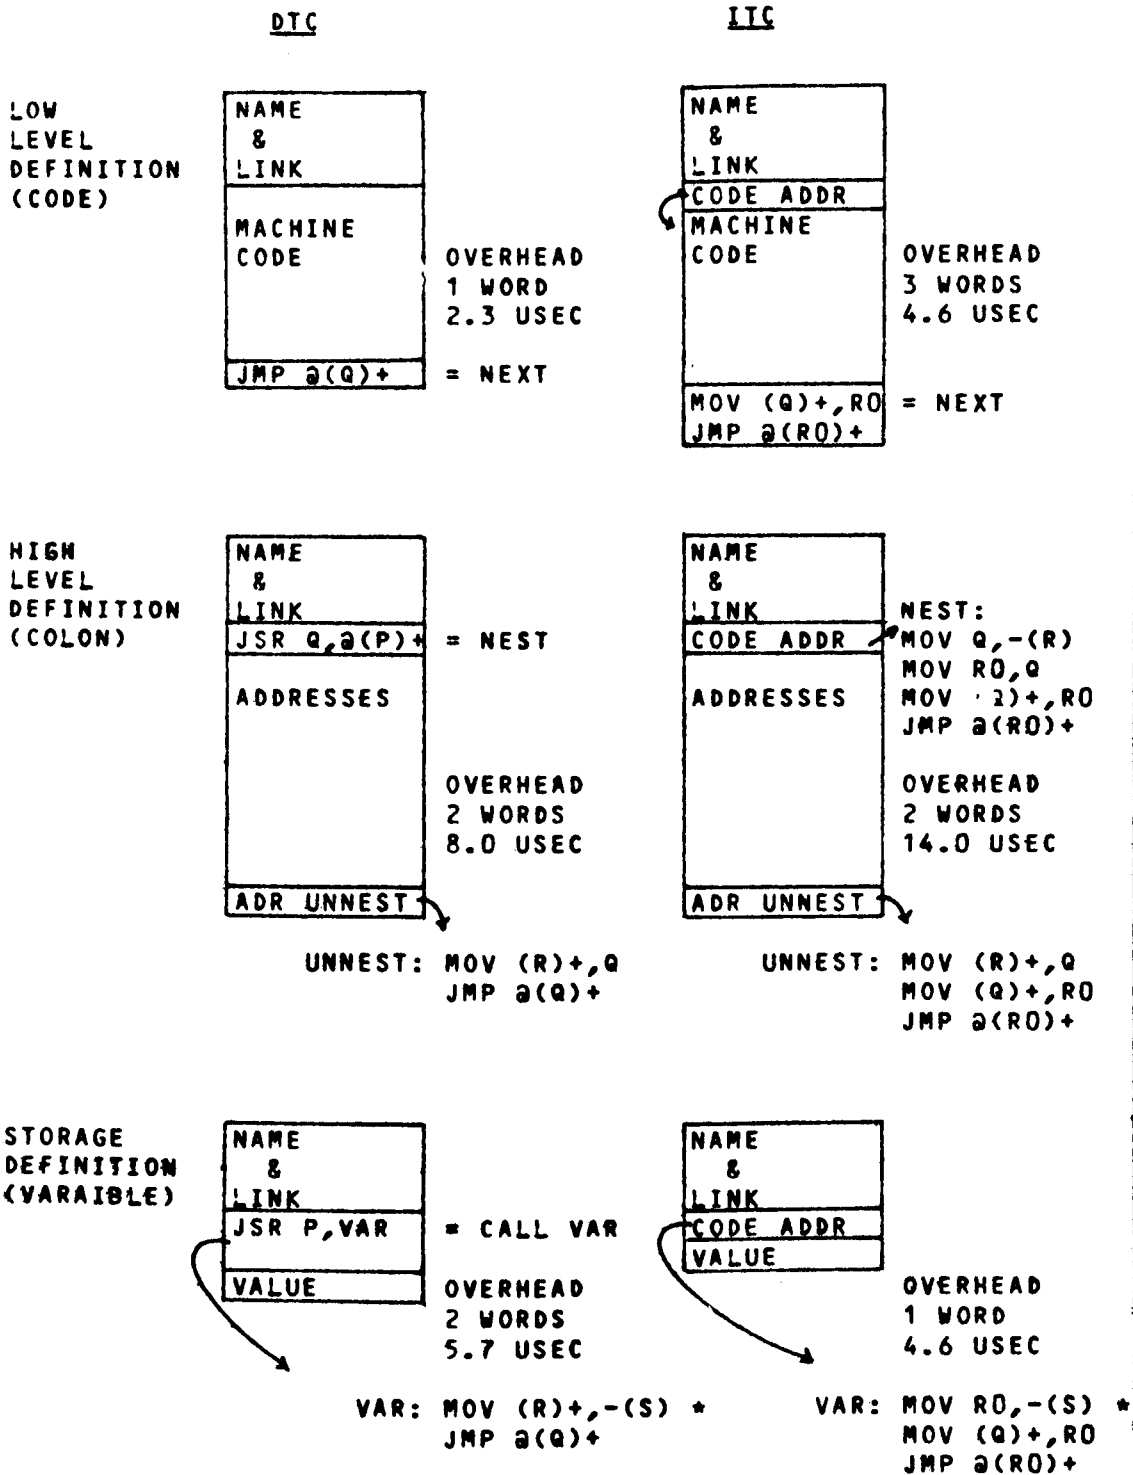 DTC
ITC
LOW
LEVEL
DEFINITION
(CODE)
NAME
&
LINK
MACHINE
CODE
JMP @(Q)+
OVERHEAD
1 WORD
2.3 USEC
= NEXT
NAME
&
LINK
CODE ADDR
MACHINE
CODE
MOV (Q)+,R0
JMP @(R0)+
OVERHEAD
3 WORDS
4.6 USEC
= NEXT
HIGH
LEVEL
DEFINITION
(COLON)
NAME
&
LINK
JSR Q,@(P)+
= NEST
ADDRESSES
OVERHEAD
2 WORDS
8.0 USEC
ADR UNNEST
UNNEST: MOV (R)+,Q
JMP @(Q)+
NAME
&
LINK
CODE ADDR
ADDRESSES
NEST:
MOV Q,-(R)
MOV R0,Q
MOV )+,R0
JMP @(R0)+
OVERHEAD
2 WORDS
14.0 USEC
ADR UNNEST
UNNEST: MOV (R)+,Q
MOV (Q)+,R0
JMP @(R0)+
STORAGE
DEFINITION
(VARAIBLE)
NAME
&
LINK
JSR P,VAR
= CALL VAR
VALUE
OVERHEAD
2 WORDS
5.7 USEC
VAR: MOV (R)+,-(S) *
JMP @(Q)+
NAME
&
LINK
CODE ADDR
VALUE
OVERHEAD
1 WORD
4.6 USEC
VAR: MOV R0,-(S) *
MOV (Q)+,R0
JMP @(R0)+